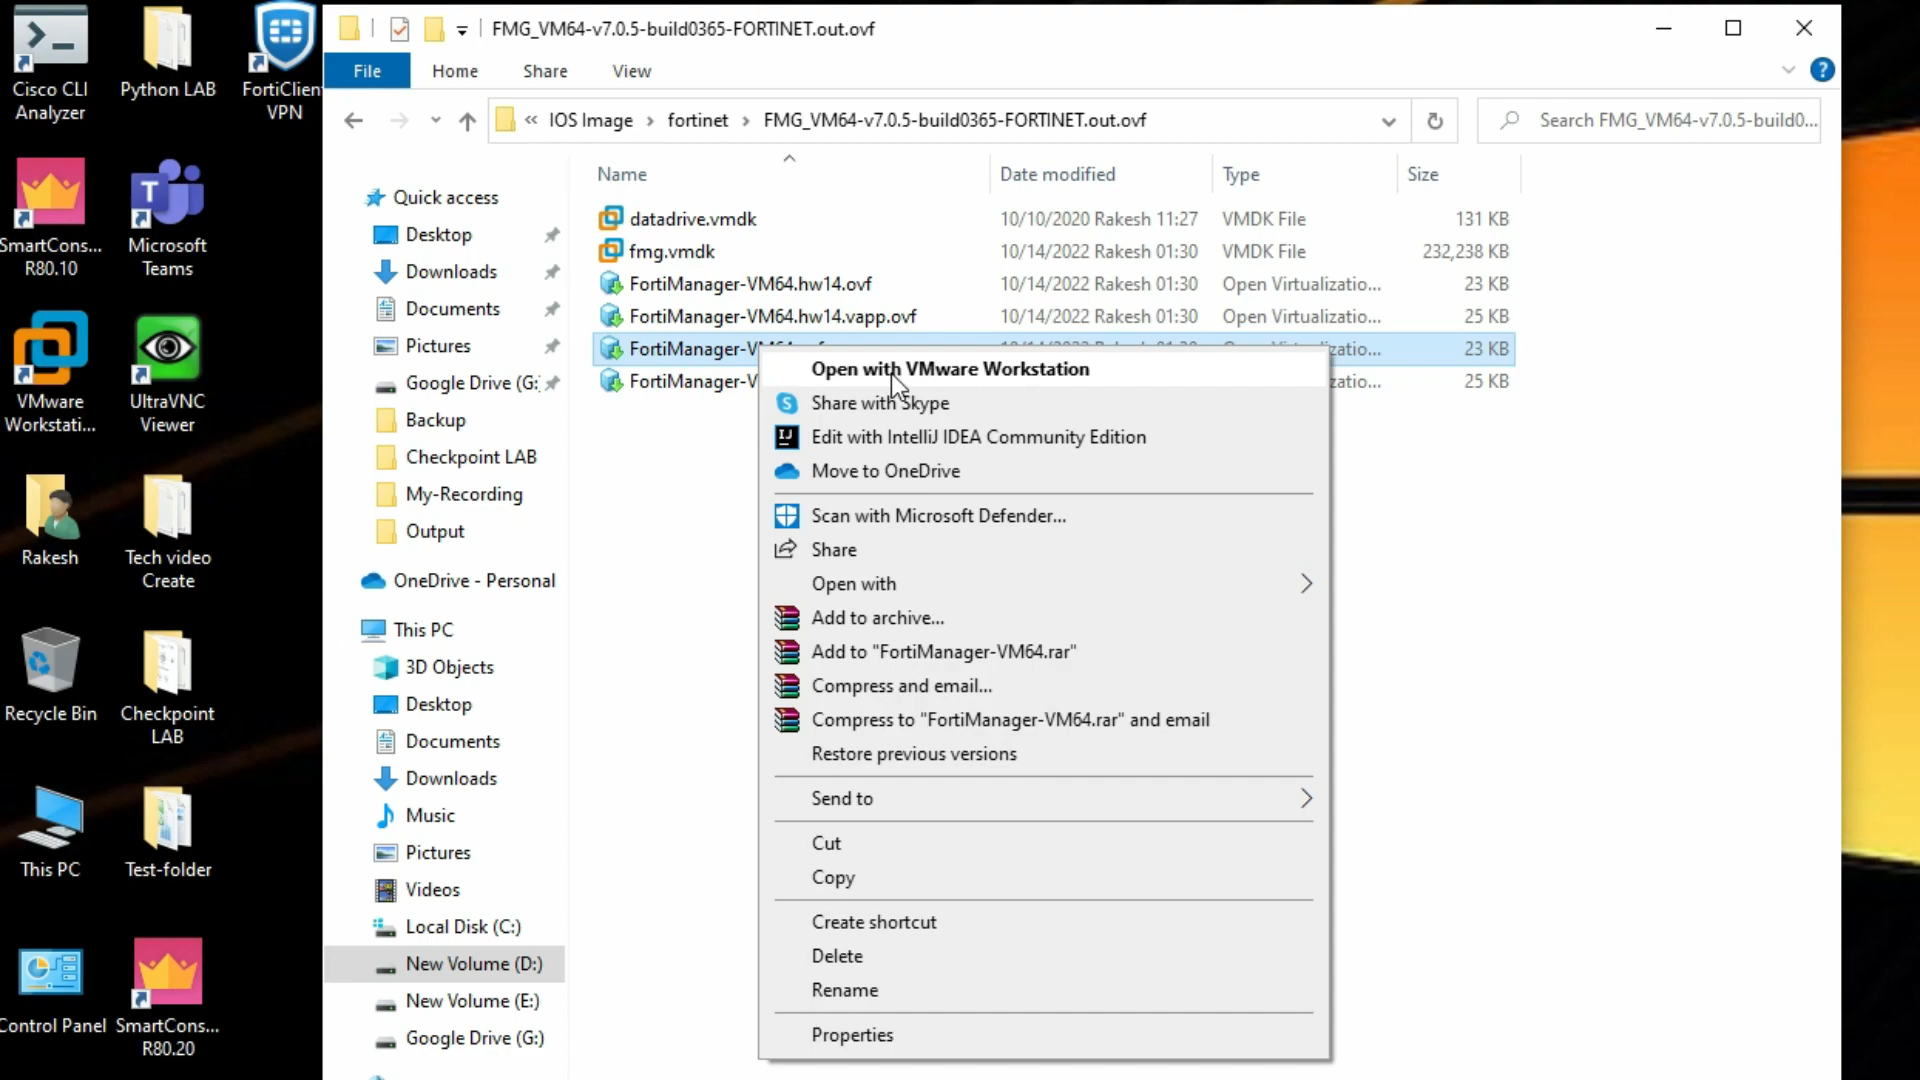 Cisco CLI
Analyzer
Python LAB
FortiClien
VPN
SmartCons...
R80.10
Microsoft
Teams
VMware
Workstati...
UltraVNC
Viewer
Rakesh
Tech video
Create
Recycle Bin
Checkpoint
LAB
This PC
Test-folder
Control Panel
SmartCons...
R80.20
FMG_VM64-v7.0.5-build0365-FORTINET.out.ovf
File
Home
Share
View
« IOS Image › fortinet › FMG_VM64-v7.0.5-build0365-FORTINET.out.ovf
Search FMG_VM64-v7.0.5-build0...
Quick access
Desktop
Downloads
Documents
Pictures
Google Drive (G:
Backup
Checkpoint LAB
My-Recording
Output
OneDrive - Personal
This PC
3D Objects
Desktop
Documents
Downloads
Music
Pictures
Videos
Local Disk (C:)
New Volume (D:)
New Volume (E:)
Google Drive (G:)
Name Date modified Type Size
datadrive.vmdk 10/10/2020 Rakesh 11:27 VMDK File 131 KB
fmg.vmdk 10/14/2022 Rakesh 01:30 VMDK File 232,238 KB
FortiManager-VM64.hw14.ovf 10/14/2022 Rakesh 01:30 Open Virtualizatio... 23 KB
FortiManager-VM64.hw14.vapp.ovf 10/14/2022 Rakesh 01:30 Open Virtualizatio... 25 KB
FortiManager-V 23 KB
FortiManager-V zatio... 25 KB
Open with VMware Workstation
Share with Skype
Edit with IntelliJ IDEA Community Edition
Move to OneDrive
Scan with Microsoft Defender...
Share
Open with
Add to archive...
Add to "FortiManager-VM64.rar"
Compress and email...
Compress to "FortiManager-VM64.rar" and email
Restore previous versions
Send to
Cut
Copy
Create shortcut
Delete
Rename
Properties